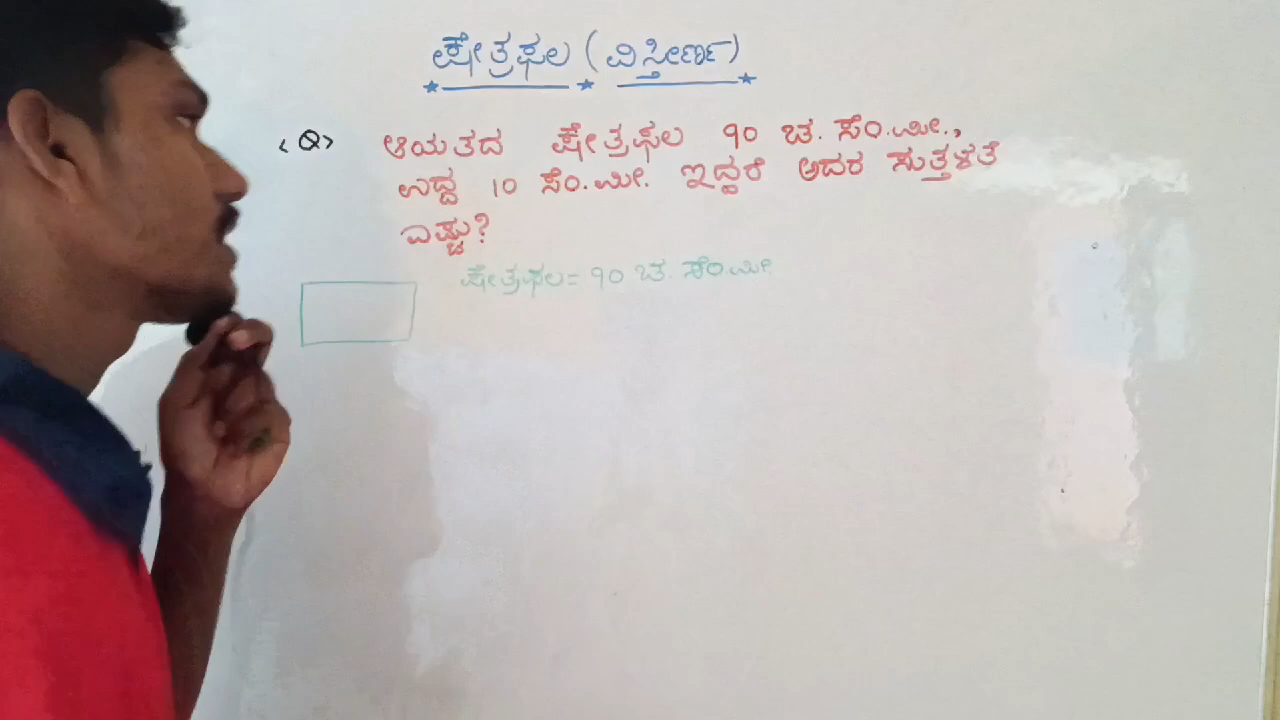 ಕ್ಷೇತ್ರಫಲ (ವಿಸ್ತೀರ್ಣ)
<Q> ಆಯತದ ಕ್ಷೇತ್ರಫಲ 90 ಚ. ಸೆಂ.ಮೀ.,
ಉದ್ದ 10 ಸೆಂ.ಮೀ. ಇದ್ದರೆ ಅದರ ಸುತ್ತಳತೆ
ಎಷ್ಟು?
ಕ್ಷೇತ್ರಫಲ = 90 ಚ. ಸೆಂ.ಮೀ.